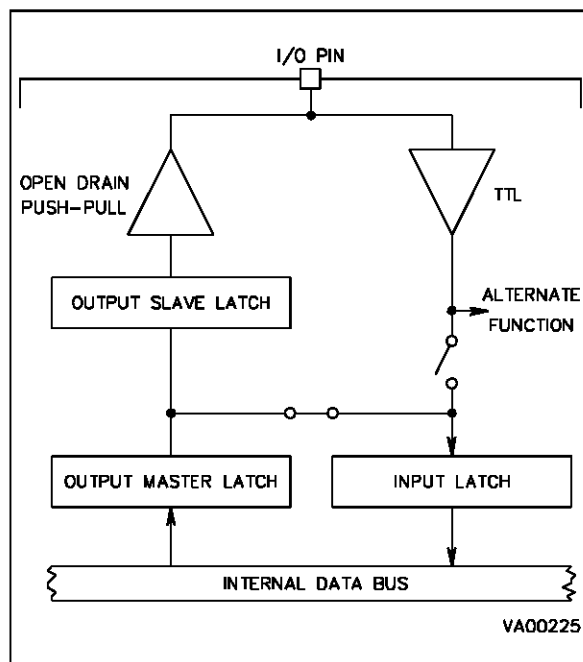 I/O PIN
OPEN DRAIN
PUSH-PULL
TTL
OUTPUT SLAVE LATCH
ALTERNATE
FUNCTION
OUTPUT MASTER LATCH
INPUT LATCH
INTERNAL DATA BUS
VA00225